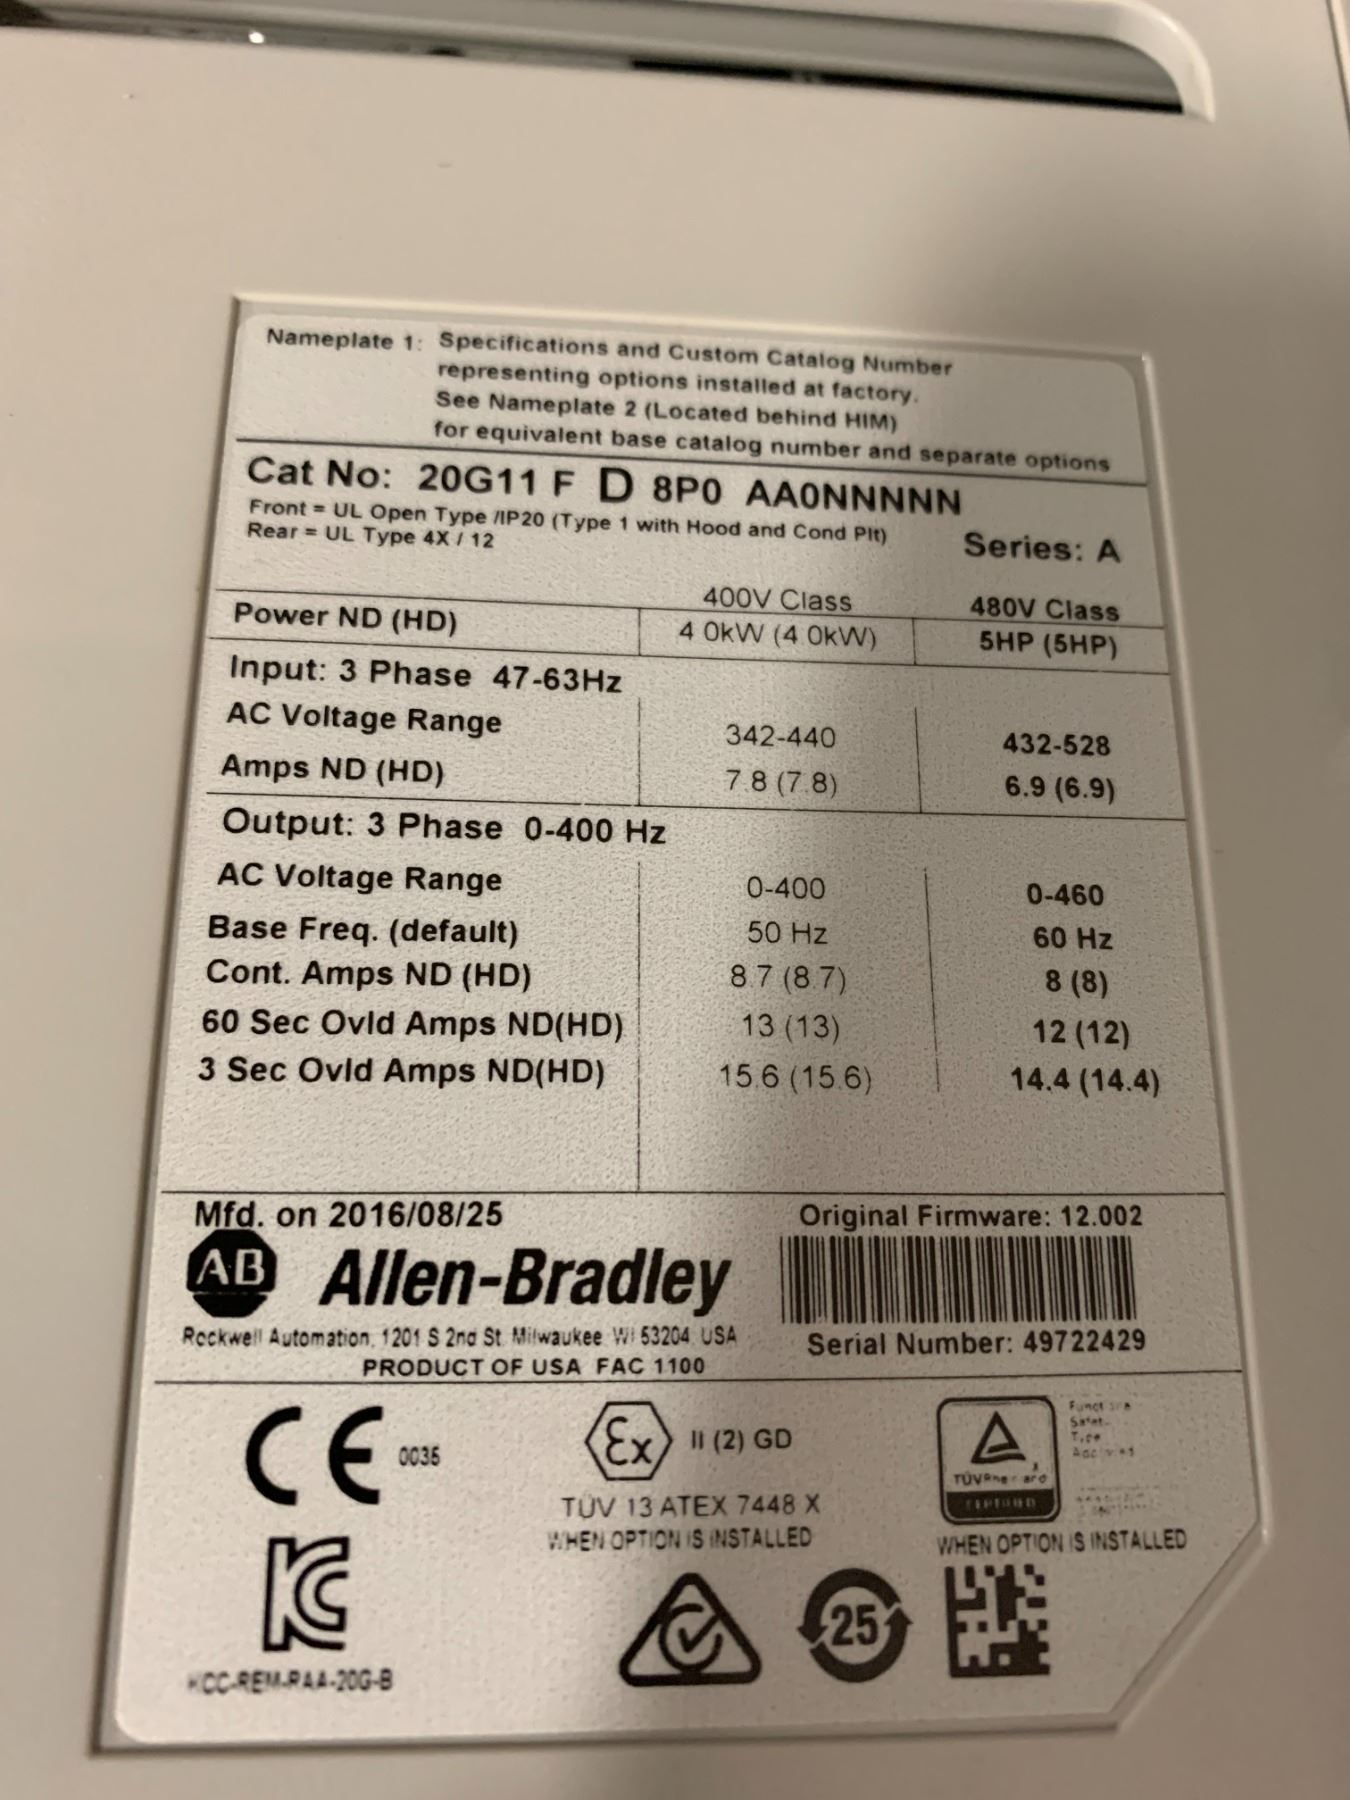 Nameplate 1: Specifications and Custom Catalog Number
representing options installed at factory.
See Nameplate 2 (Located behind HIM)
for equivalent base catalog number and separate options
Cat No: 20G11 F D 8P0 AA0NNNNN
Front = UL Open Type /IP20 (Type 1 with Hood and Cond Plt)
Rear = UL Type 4X / 12
Series: A
400V Class 480V Class
Power ND (HD) 4.0kW (4.0kW) 5HP (5HP)
Input: 3 Phase 47-63Hz
AC Voltage Range 342-440 432-528
Amps ND (HD) 7.8 (7.8) 6.9 (6.9)
Output: 3 Phase 0-400 Hz
AC Voltage Range 0-400 0-460
Base Freq. (default) 50 Hz 60 Hz
Cont. Amps ND (HD) 8.7 (8.7) 8 (8)
60 Sec Ovld Amps ND(HD) 13 (13) 12 (12)
3 Sec Ovld Amps ND(HD) 15.6 (15.6) 14.4 (14.4)
Mfd. on 2016/08/25 Original Firmware: 12.002
AB Allen-Bradley
Rockwell Automation, 1201 S 2nd St. Milwaukee WI 53204 USA
Serial Number: 49722429
PRODUCT OF USA FAC 1100
CE 0035
Ex II (2) GD
TÜV 13 ATEX 7448 X
WHEN OPTION IS INSTALLED
TÜVRheinland
CERTIFIED
WHEN OPTION IS INSTALLED
KCC-REM-RAA-20G-B
25